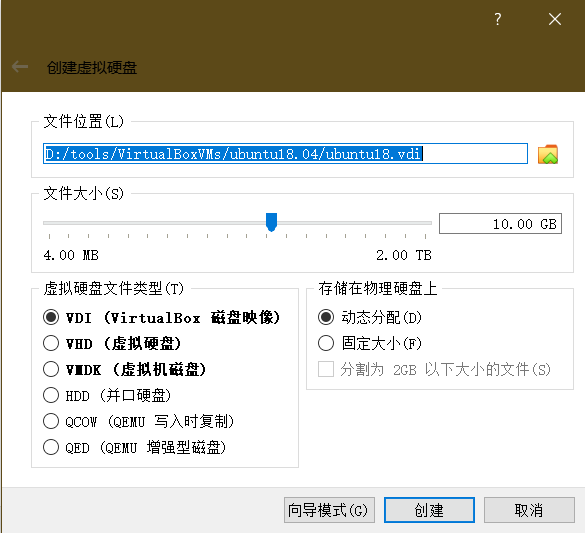 ?
创建虚拟硬盘
文件位置(L)
D:/tools/VirtualBoxVMs/ubuntu18.04/ubuntu18.vdi
文件大小(S)
10.00 GB
4.00 MB 2.00 TB
虚拟硬盘文件类型(T)
VDI (VirtualBox 磁盘映像)
VHD (虚拟硬盘)
VMDK (虚拟机磁盘)
HDD (并口硬盘)
QCOW (QEMU 写入时复制)
QED (QEMU 增强型磁盘)
存储在物理硬盘上
动态分配(D)
固定大小(F)
分割为 2GB 以下大小的文件(S)
向导模式(G) 创建 取消